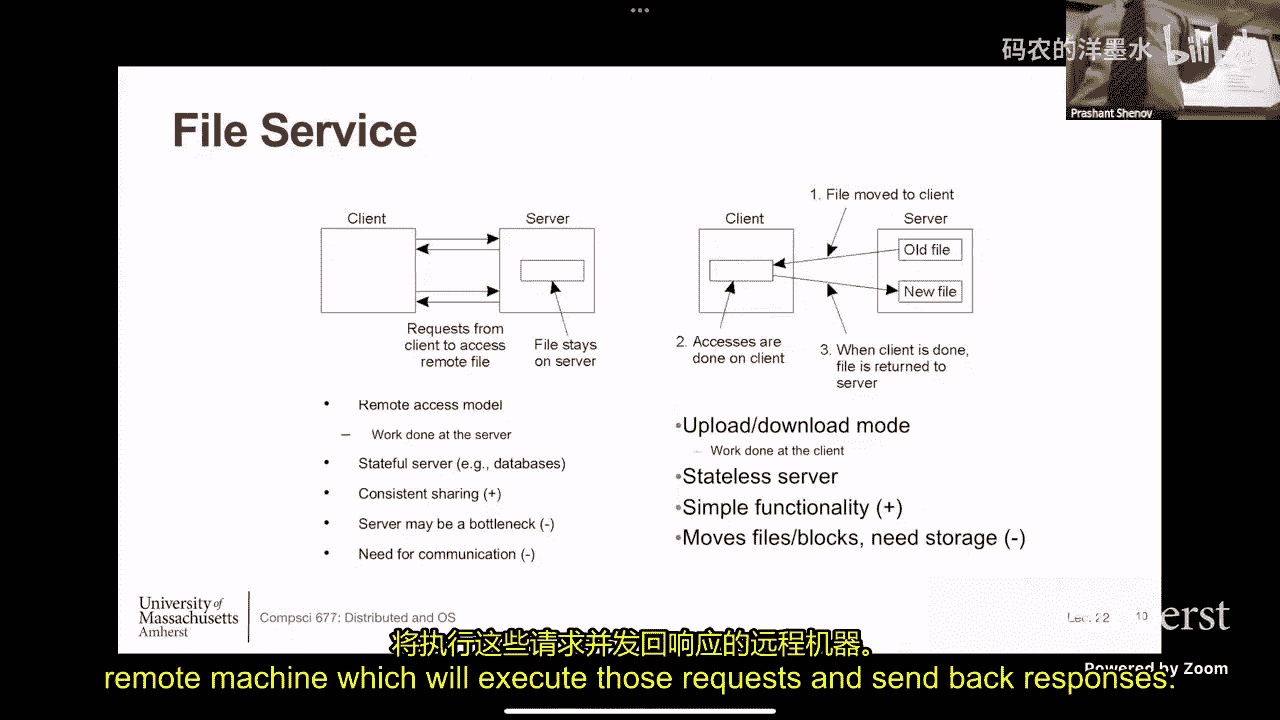 码农的洋墨水
Prashant Shenoy
File Service
Client
Server
Requests from
client to access
remote file
File stays
on server
1. File moved to client
Client
Server
Old file
New file
2. Accesses are
done on client
3. When client is done,
file is returned to
server
• Remote access model
– Work done at the server
• Stateful server (e.g., databases)
• Consistent sharing (+)
• Server may be a bottleneck (-)
• Need for communication (-)
•Upload/download mode
– Work done at the client
•Stateless server
•Simple functionality (+)
•Moves files/blocks, need storage (-)
University of
Massachusetts
Amherst
Compsci 677: Distributed and OS
Lec. 22
10
将执行这些请求并发回响应的远程机器。
remote machine which will execute those requests and send back responses.
Powered by Zoom